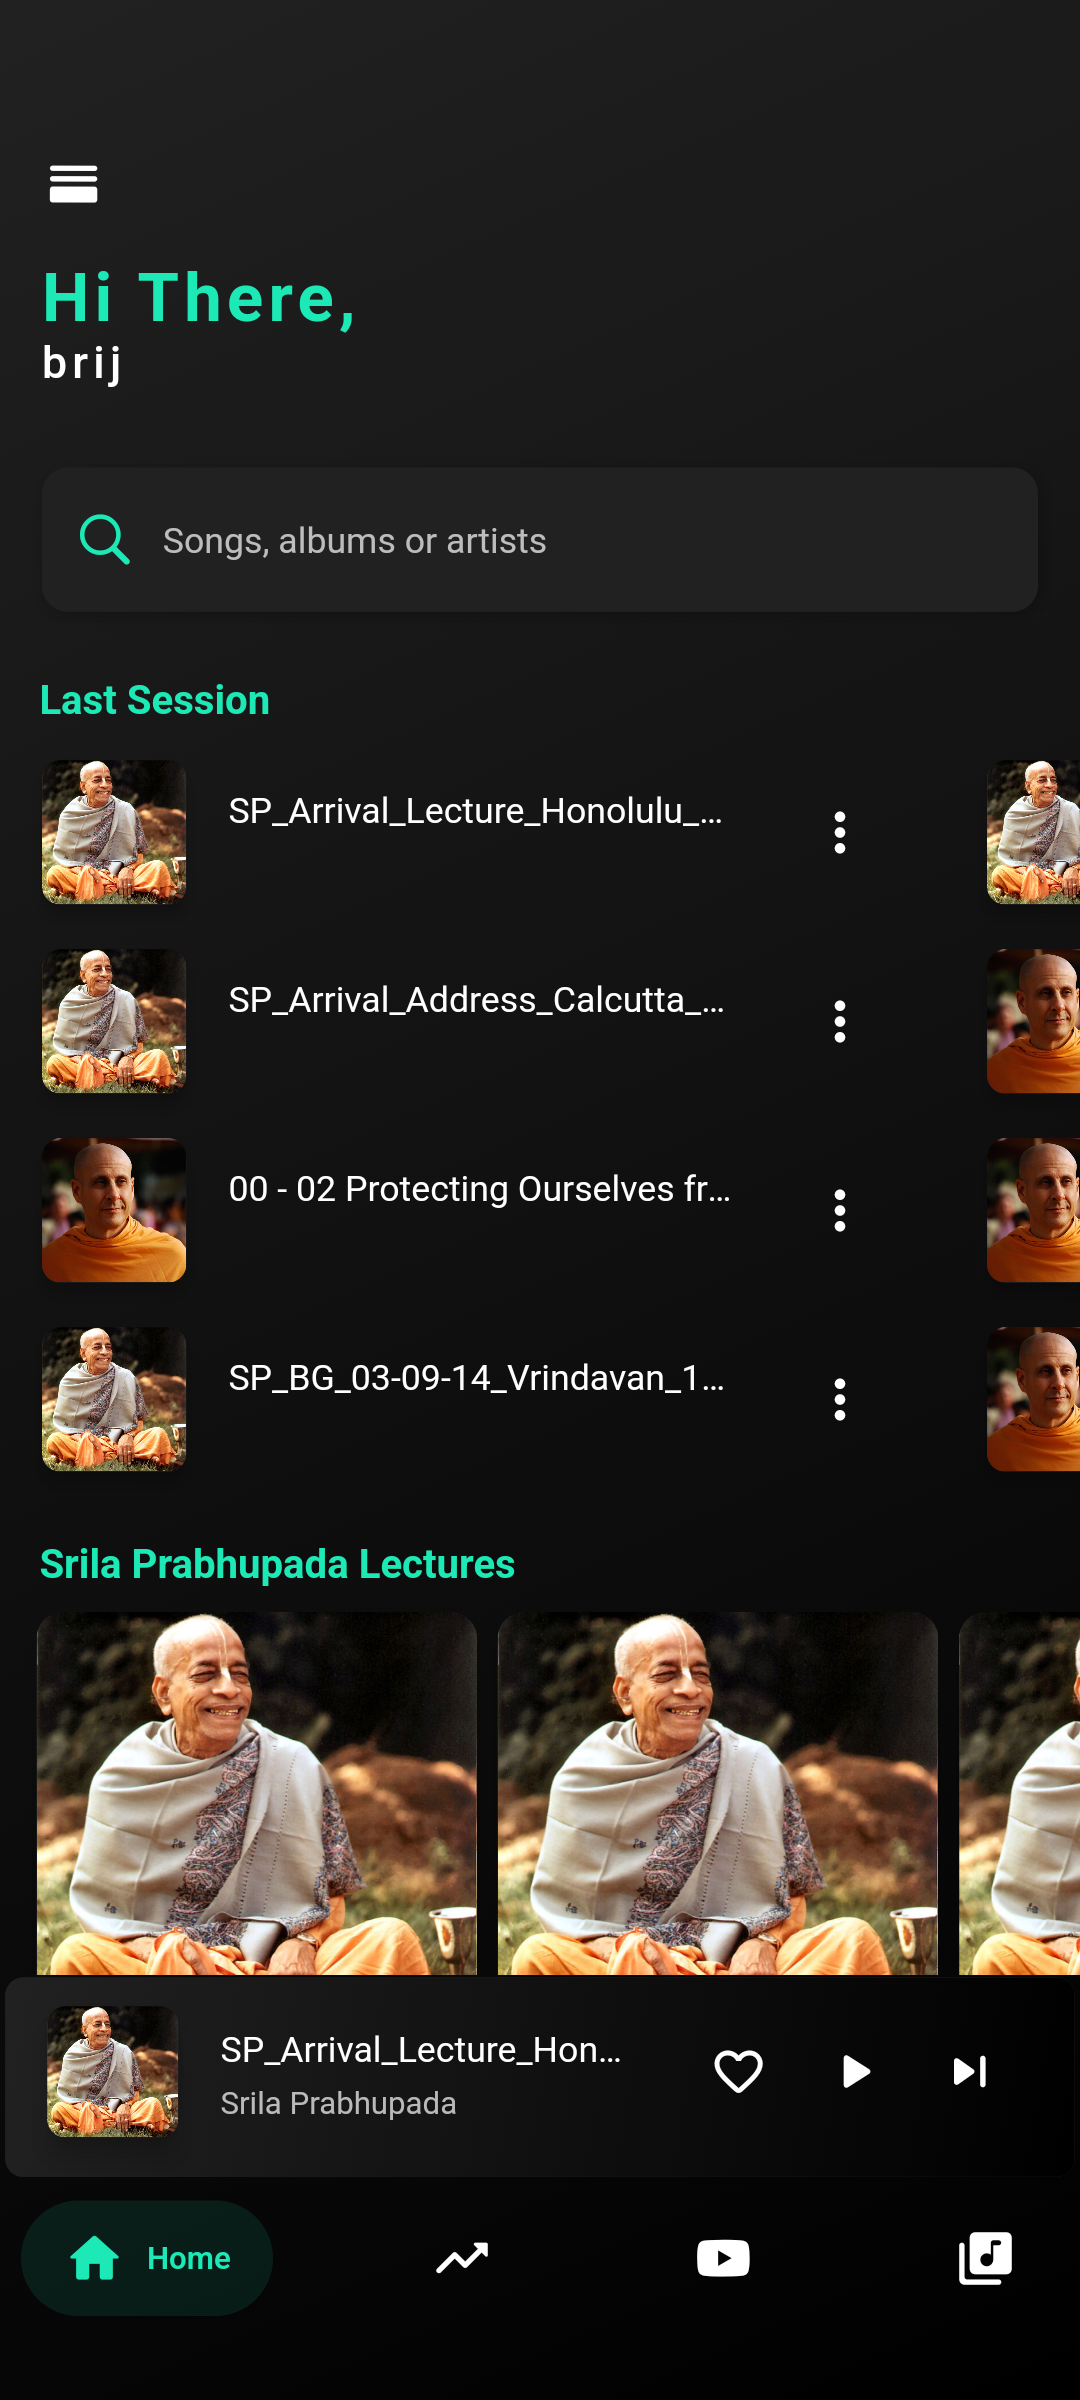 Hi There,
brij
Songs, albums or artists
Last Session
SP_Arrival_Lecture_Honolulu_...
SP_Arrival_Address_Calcutta_...
00 - 02 Protecting Ourselves fr...
SP_BG_03-09-14_Vrindavan_1...
Srila Prabhupada Lectures
SP_Arrival_Lecture_Hon...
Srila Prabhupada
Home